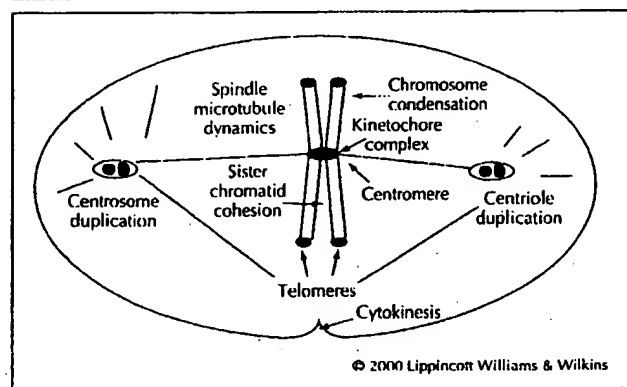 Spindle
microtubule
dynamics
Chromosome
condensation
Kinetochore
complex
Sister
chromatid
cohesion
Centromere
Centrosome
duplication
Centriole
duplication
Telomeres
Cytokinesis
© 2000 Lippincott Williams & Wilkins